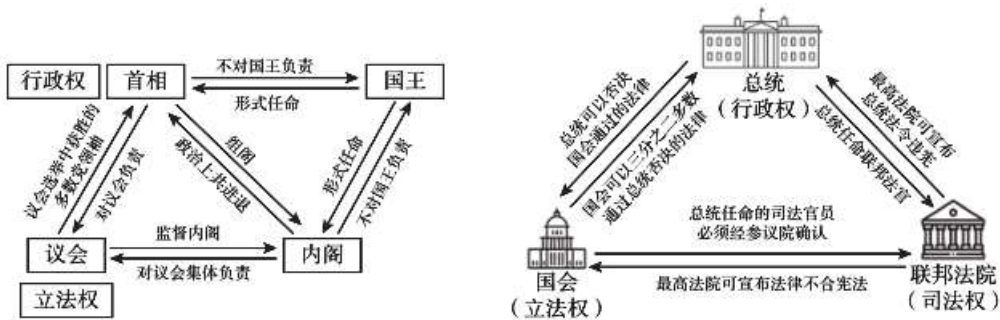 行政权
首相
不对国王负责
形式任命
国王
议会选举中获胜的
多数党领袖
对议会负责
组阁
政治上共进退
形式任命
不对国王负责
议会
监督内阁
对议会集体负责
内阁
立法权
总统
(行政权)
总统可以否决
国会通过的法律
国会可以三分之二多数
通过总统否决的法律
最高法院可宣布
总统法令违宪
总统任命联邦法官
总统任命的司法官员
必须经参议院确认
最高法院可宣布法律不合宪法
国会
(立法权)
联邦法院
(司法权)